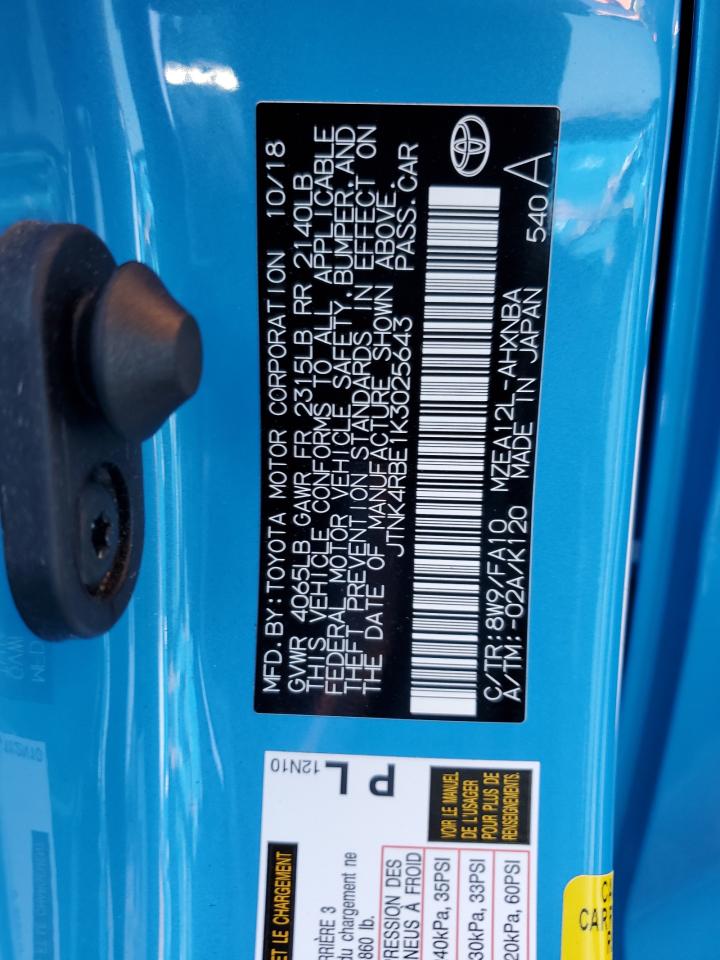 MFD. BY: TOYOTA MOTOR CORPORATION 10/18
GVWR 4065LB GAWR FR 2315LB RR 2140LB
THIS VEHICLE CONFORMS TO ALL APPLICABLE
FEDERAL MOTOR VEHICLE SAFETY, BUMPER, AND
THEFT PREVENTION STANDARDS IN EFFECT ON
THE DATE OF MANUFACTURE SHOWN ABOVE.
JTNK4RBE1K3025643 PASS.CAR
C/TR:8W9/FA10 MZEA12L-AHXNBA
A/TM:-02A/K120 MADE IN JAPAN 540 A
12N10
P L
ET LE CHARGEMENT
VOIR LE MANUEL
DE L'USAGER
POUR PLUS DE
RENSEIGNEMENTS.
RRIÈRE 3
du chargement ne
860 lb.
RESSION DES
NEUS À FROID
40kPa, 35PSI
30kPa, 33PSI
20kPa, 60PSI
CAR